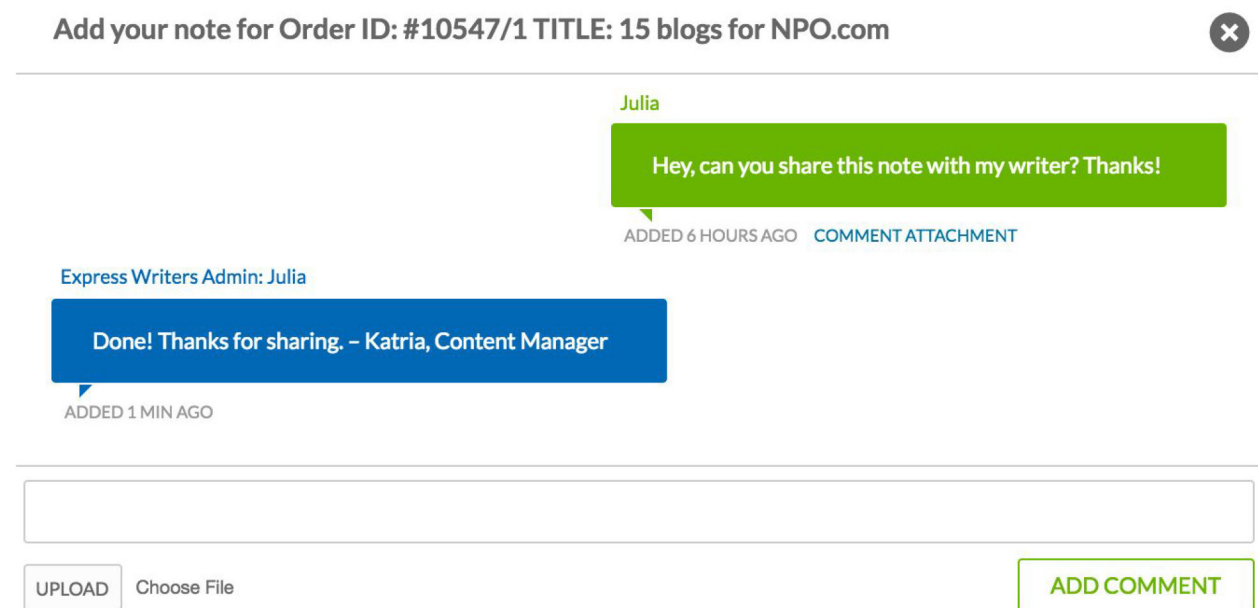 Add your note for Order ID: #10547/1 TITLE: 15 blogs for NPO.com
Julia
Hey, can you share this note with my writer? Thanks!
ADDED 6 HOURS AGO COMMENT ATTACHMENT
Express Writers Admin: Julia
Done! Thanks for sharing. – Katria, Content Manager
ADDED 1 MIN AGO
UPLOAD Choose File
ADD COMMENT